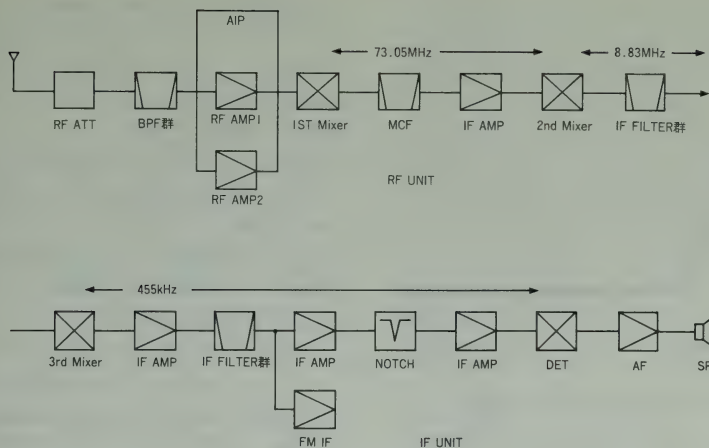 AIP
73.05MHz
8.83MHz
RF ATT
BPF群
RF AMP1
1ST Mixer
MCF
IF AMP
2nd Mixer
IF FILTER群
RF AMP2
RF UNIT
455kHz
3rd Mixer
IF AMP
IF FILTER群
IF AMP
NOTCH
IF AMP
DET
AF
SP
FM IF
IF UNIT